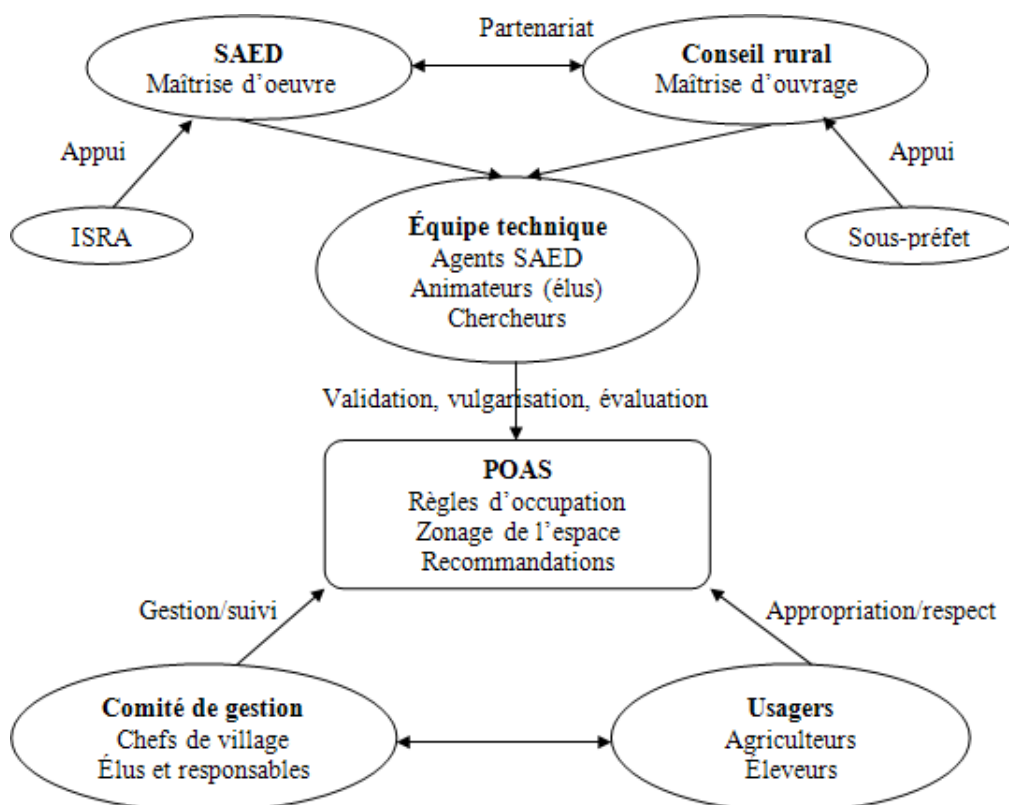 Partenariat
SAED
Maîtrise d'oeuvre
Conseil rural
Maîtrise d'ouvrage
Appui
Appui
ISRA
Sous-préfet
Équipe technique
Agents SAED
Animateurs (élus)
Chercheurs
Validation, vulgarisation, évaluation
POAS
Règles d'occupation
Zonage de l'espace
Recommandations
Gestion/suivi
Appropriation/respect
Comité de gestion
Chefs de village
Élus et responsables
Usagers
Agriculteurs
Éleveurs